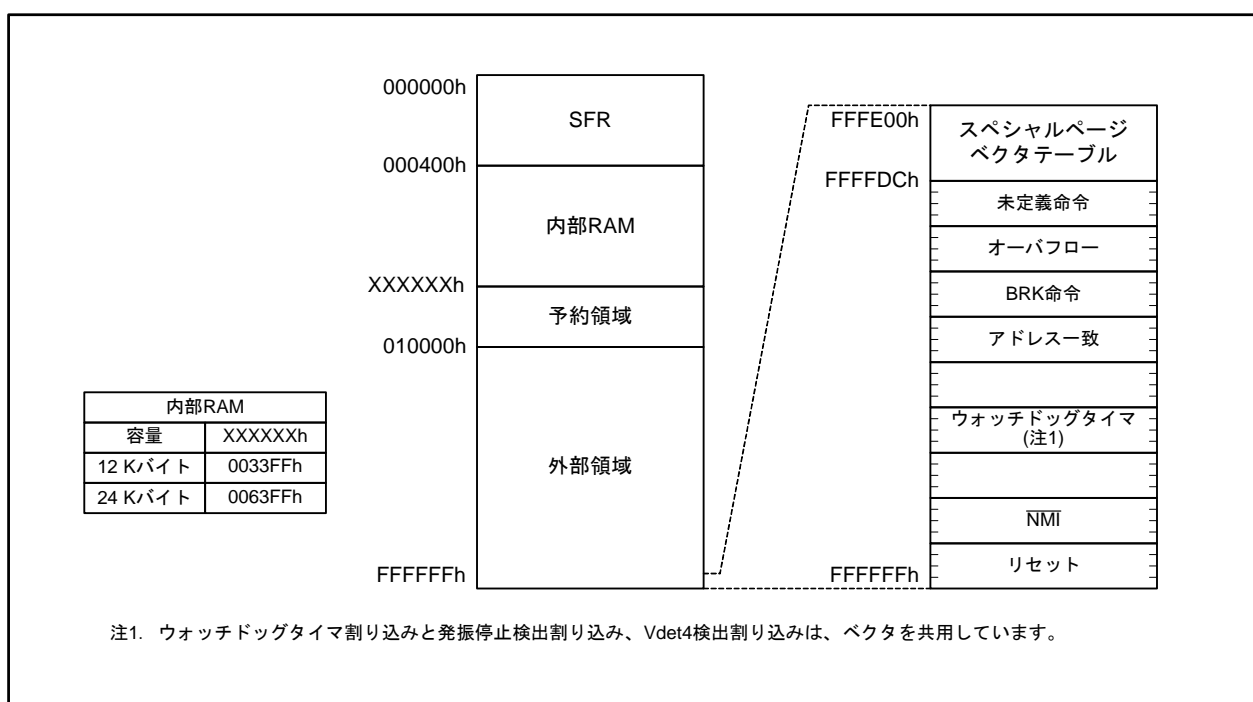 000000h
SFR
000400h
内部RAM
XXXXXXh
予約領域
010000h
外部領域
FFFFFFh
FFFE00h
スペシャルページ
ベクタテーブル
FFFFDCh
未定義命令
オーバフロー
BRK命令
アドレス一致
ウォッチドッグタイマ
(注1)
NMI
リセット
FFFFFFh
内部RAM
容量 XXXXXXh
12 Kバイト 0033FFh
24 Kバイト 0063FFh
注1. ウォッチドッグタイマ割り込みと発振停止検出割り込み、Vdet4検出割り込みは、ベクタを共用しています。